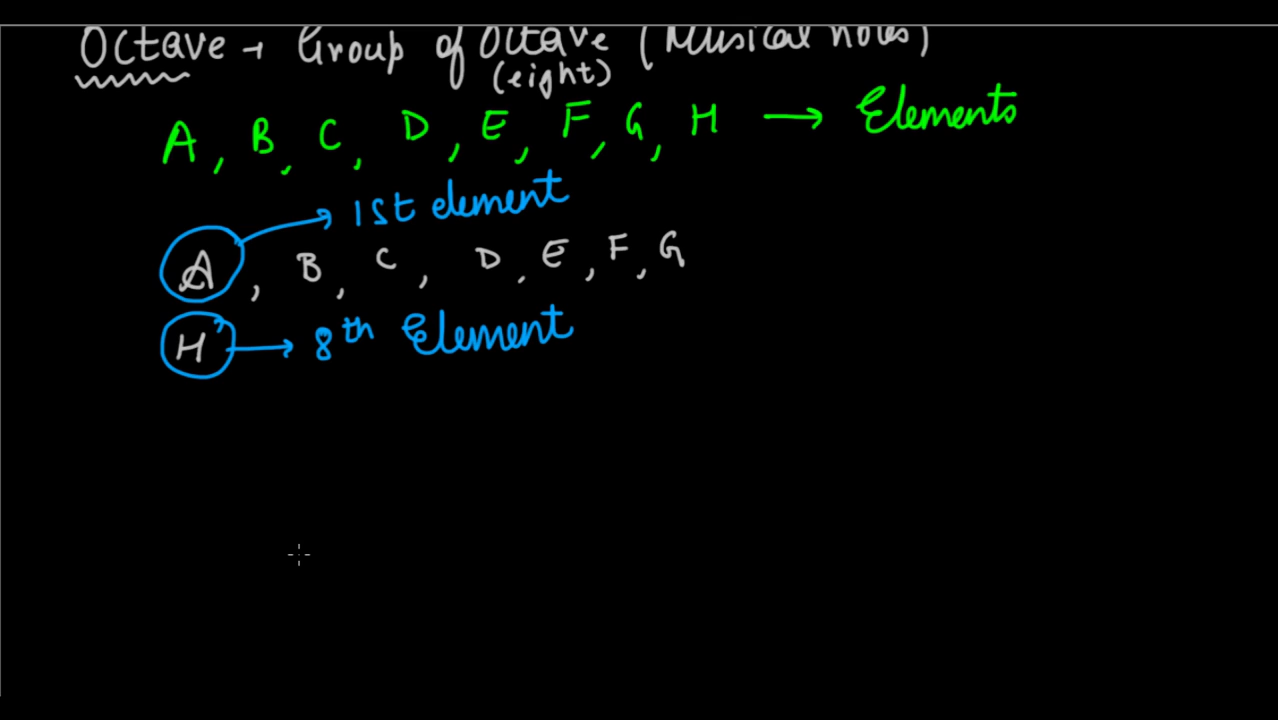 Octave → Group of Octave (Musical notes)
(eight)
A, B, C, D, E, F, G, H → Elements
1st element
A, B, C, D, E, F, G
H → 8th Element